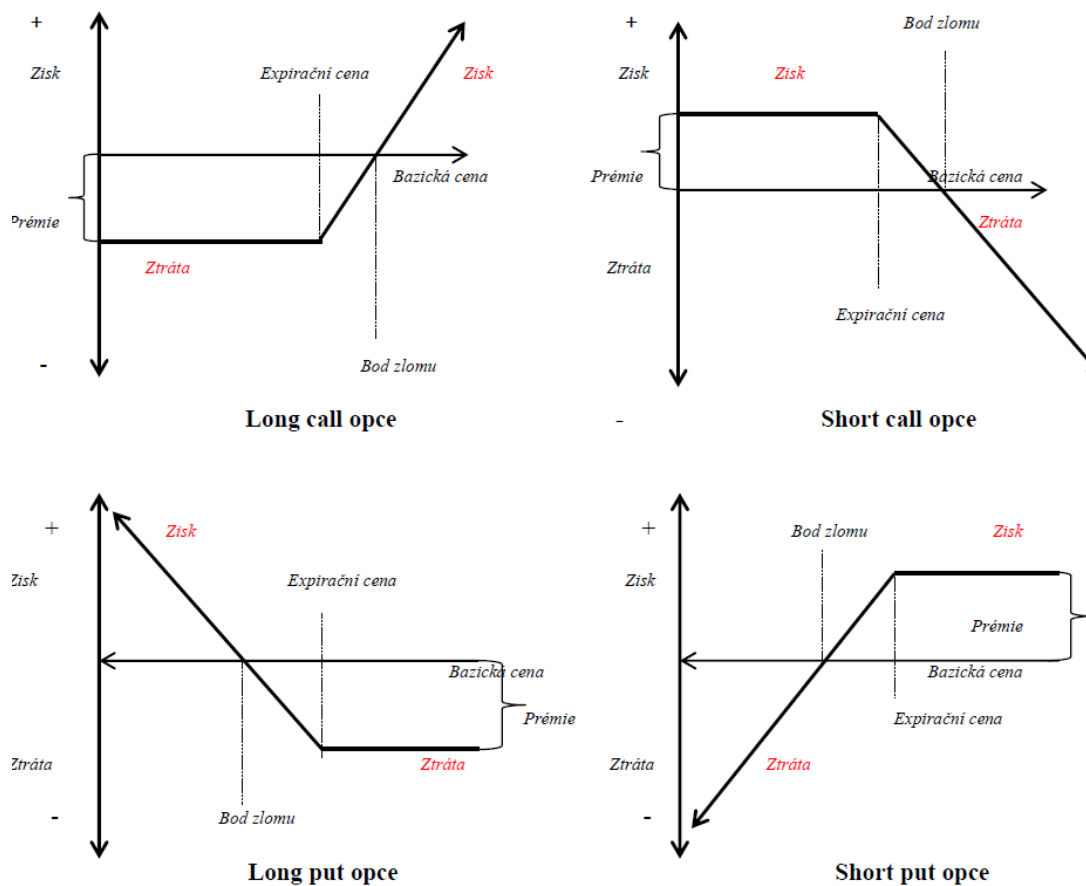 +
Zisk
Expirační cena
Zisk
Bazická cena
Prémie
Ztráta
-
Bod zlomu
Long call opce
Bod zlomu
+
Zisk
Zisk
Prémie
Bazická cena
Ztráta
Ztráta
Expirační cena
-
Short call opce
+
Zisk
Zisk
Expirační cena
Bazická cena
Prémie
Ztráta
Ztráta
-
Bod zlomu
Long put opce
+
Bod zlomu
Zisk
Zisk
Prémie
Bazická cena
Expirační cena
Ztráta
Ztráta
-
Short put opce